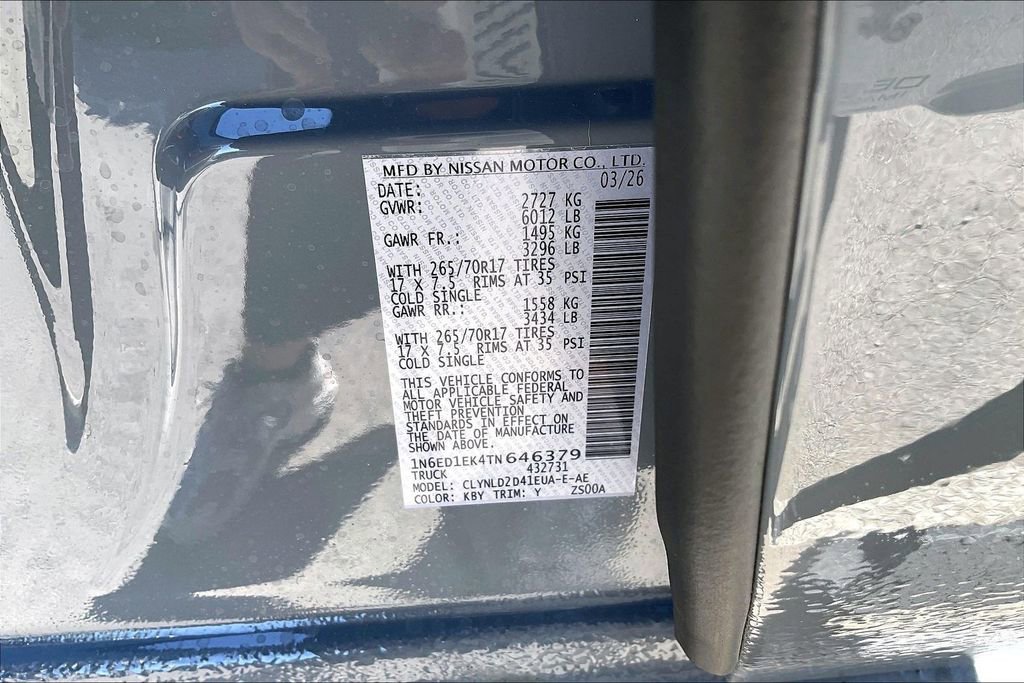 MFD BY NISSAN MOTOR CO., LTD.
DATE: 03/26
GVWR: 2727 KG
6012 LB
GAWR FR.: 1495 KG
3296 LB
WITH 265/70R17 TIRES
17 X 7.5 RIMS AT 35 PSI
COLD SINGLE
GAWR RR.: 1558 KG
3434 LB
WITH 265/70R17 TIRES
17 X 7.5 RIMS AT 35 PSI
COLD SINGLE
THIS VEHICLE CONFORMS TO
ALL APPLICABLE FEDERAL
MOTOR VEHICLE SAFETY AND
THEFT PREVENTION
STANDARDS IN EFFECT ON
THE DATE OF MANUFACTURE
SHOWN ABOVE.
1N6ED1EK4TN646379
TRUCK 432731
MODEL: CLYNLD2D41EUA-E-AE
COLOR: KBY TRIM: Y ZS00A